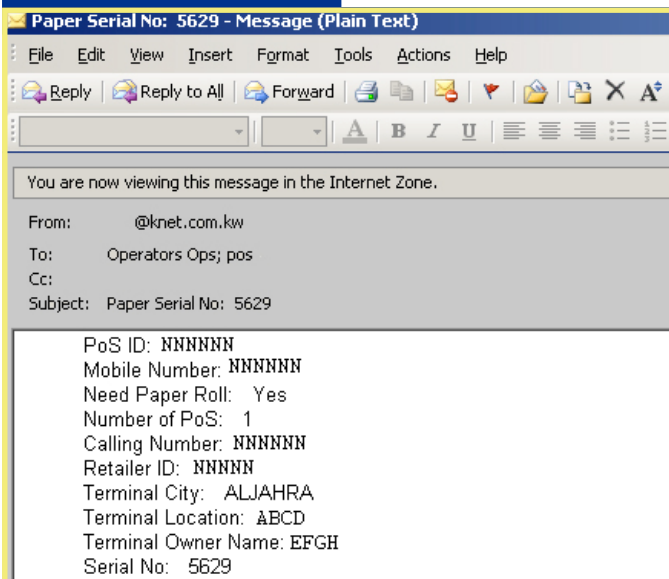 Paper Serial No: 5629 - Message (Plain Text)
File Edit View Insert Format Tools Actions Help
Reply Reply to All Forward
A B I U
You are now viewing this message in the Internet Zone.
From: @knet.com.kw
To: Operators Ops; pos
Cc:
Subject: Paper Serial No: 5629
PoS ID: NNNNNN
Mobile Number: NNNNNN
Need Paper Roll: Yes
Number of PoS: 1
Calling Number: NNNNNN
Retailer ID: NNNNN
Terminal City: ALJAHRA
Terminal Location: ABCD
Terminal Owner Name: EFGH
Serial No: 5629